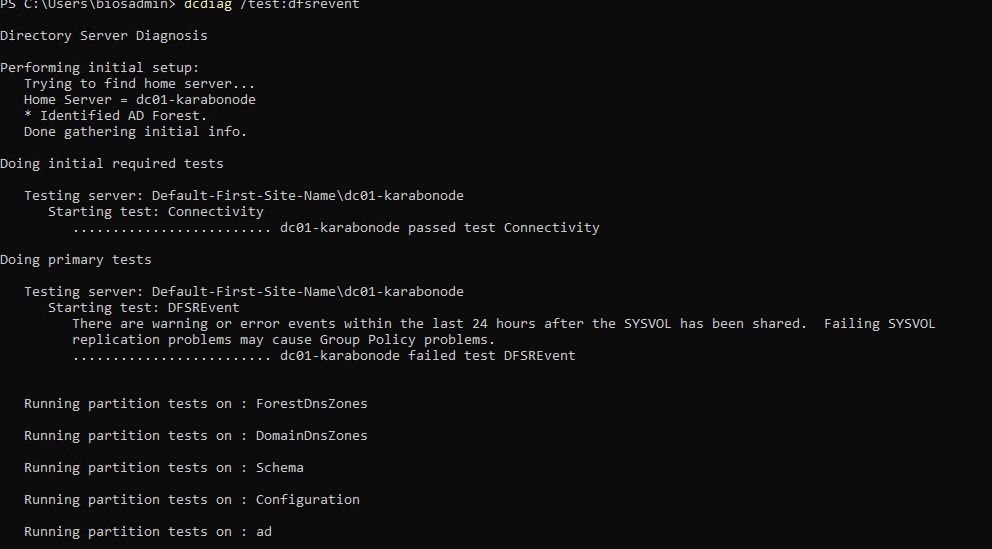 PS C:\Users\biosadmin> dcdiag /test:dfsrevent
Directory Server Diagnosis
Performing initial setup:
Trying to find home server...
Home Server = dc01-karabonode
* Identified AD Forest.
Done gathering initial info.
Doing initial required tests
Testing server: Default-First-Site-Name\dc01-karabonode
Starting test: Connectivity
......................... dc01-karabonode passed test Connectivity
Doing primary tests
Testing server: Default-First-Site-Name\dc01-karabonode
Starting test: DFSREvent
There are warning or error events within the last 24 hours after the SYSVOL has been shared.  Failing SYSVOL
replication problems may cause Group Policy problems.
......................... dc01-karabonode failed test DFSREvent
Running partition tests on : ForestDnsZones
Running partition tests on : DomainDnsZones
Running partition tests on : Schema
Running partition tests on : Configuration
Running partition tests on : ad